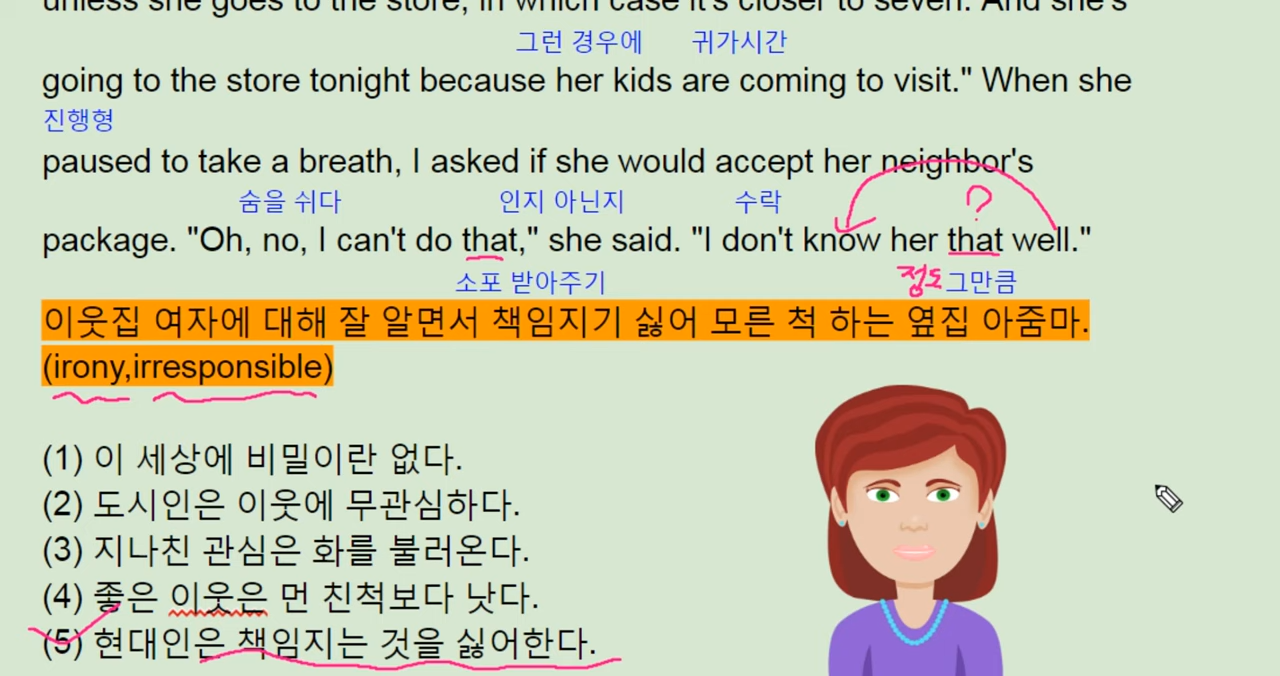 unless she goes to the store, in which case it's closer to seven. And she's
그런 경우에 귀가시간
going to the store tonight because her kids are coming to visit." When she
진행형
paused to take a breath, I asked if she would accept her neighbor's
숨을 쉬다 인지 아닌지 수락 ?
package. "Oh, no, I can't do that," she said. "I don't know her that well."
소포 받아주기 정도 그만큼
이웃집 여자에 대해 잘 알면서 책임지기 싫어 모른 척 하는 옆집 아줌마.
(irony,irresponsible)
(1) 이 세상에 비밀이란 없다.
(2) 도시인은 이웃에 무관심하다.
(3) 지나친 관심은 화를 불러온다.
(4) 좋은 이웃은 먼 친척보다 낫다.
(5) 현대인은 책임지는 것을 싫어한다.